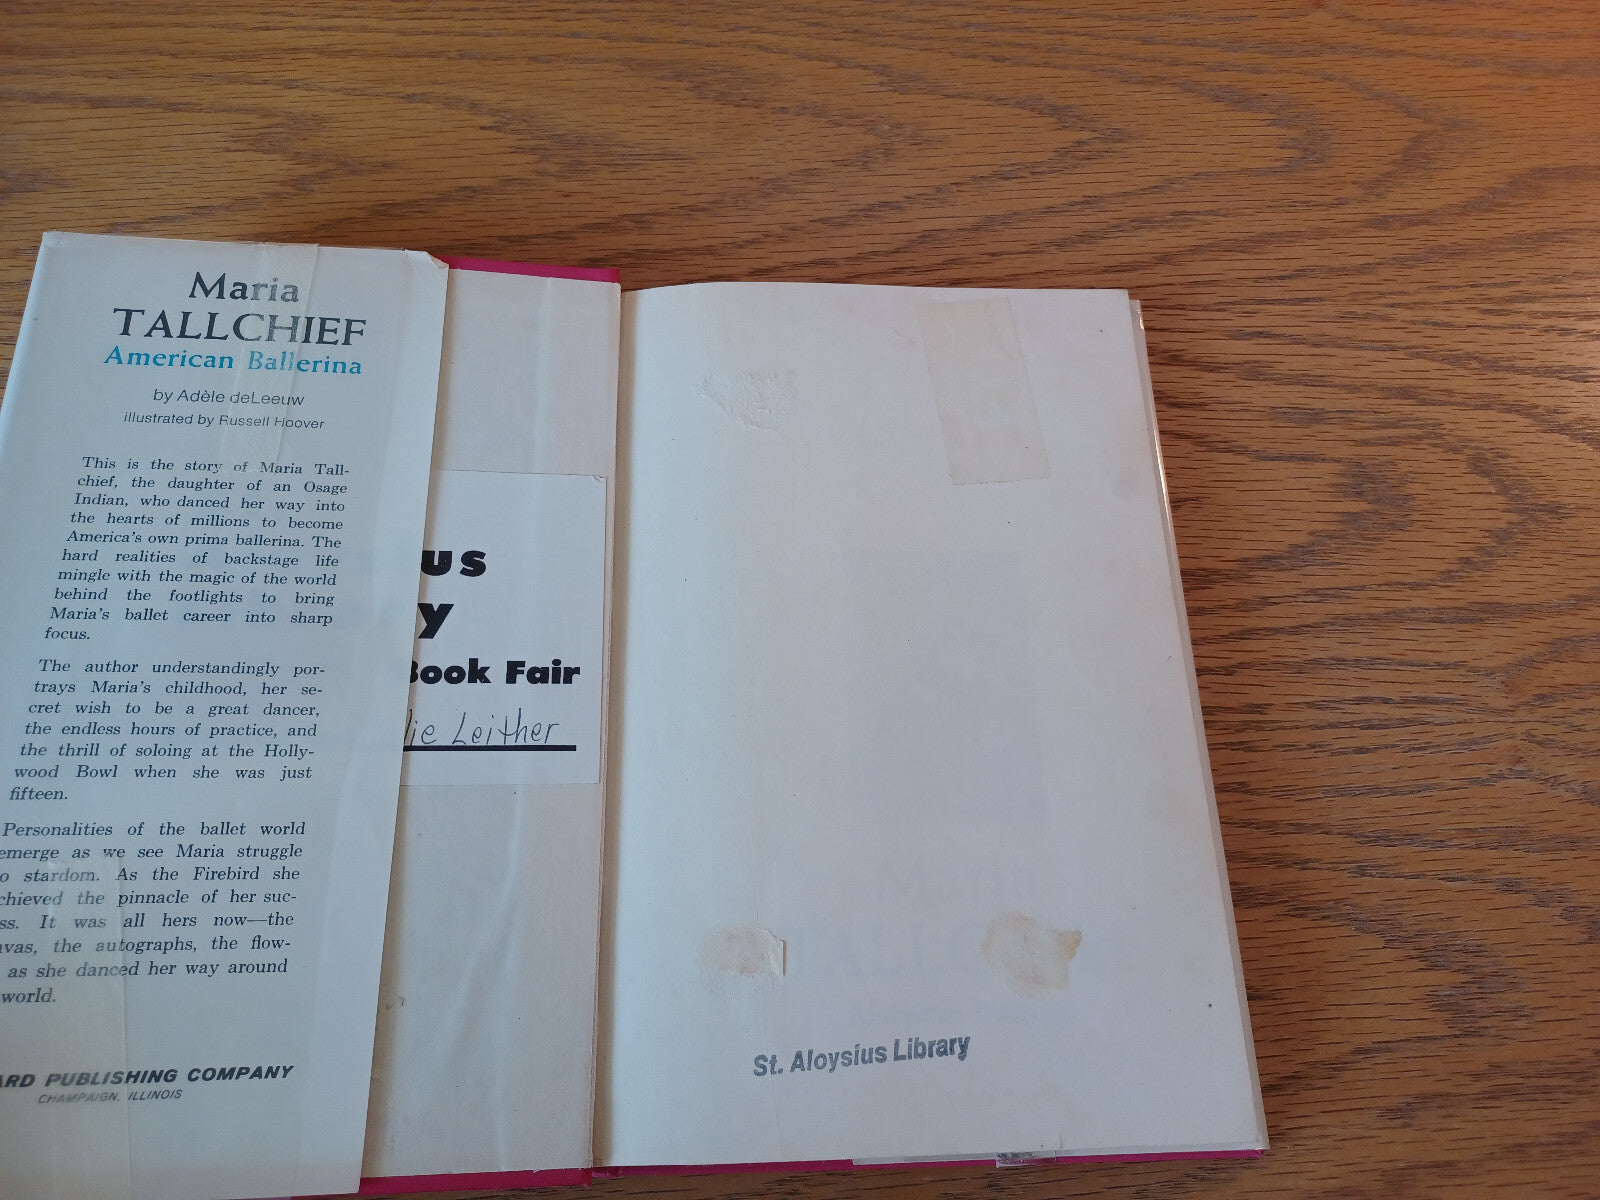 Maria
TALLCHIEF
American Ballerina
by Adèle deLeeuw
illustrated by Russell Hoover
This is the story of Maria Tall-
chief, the daughter of an Osage
Indian, who danced her way into
the hearts of millions to become
America's own prima ballerina. The
hard realities of backstage life
mingle with the magic of the world
behind the footlights to bring
Maria's ballet career into sharp
focus.
The author understandingly por-
trays Maria's childhood, her se-
cret wish to be a great dancer,
the endless hours of practice, and
the thrill of soloing at the Holly-
wood Bowl when she was just
fifteen.
Personalities of the ballet world
emerge as we see Maria struggle
o stardom. As the Firebird she
chieved the pinnacle of her suc-
ss. It was all hers now—the
vas, the autographs, the flow-
as she danced her way around
world.
ARD PUBLISHING COMPANY
CHAMPAIGN, ILLINOIS
us
y
Book Fair
lie Leither
St. Aloysius Library